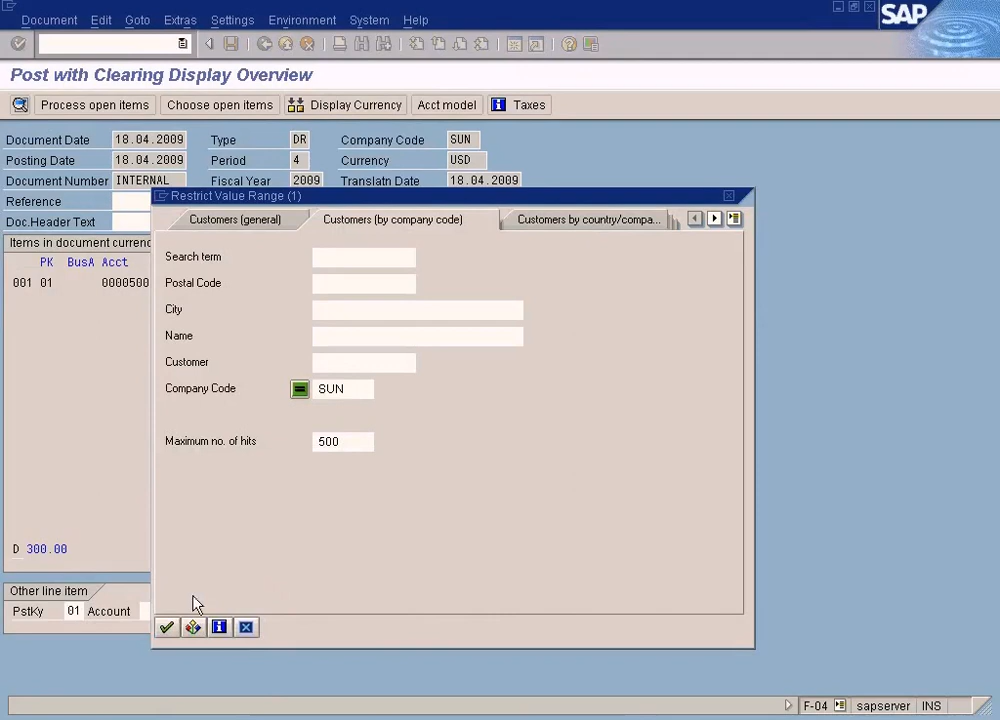 Document Edit Goto Extras Settings Environment System Help
SAP
Post with Clearing Display Overview
Process open items Choose open items Display Currency Acct model Taxes
Document Date 18.04.2009 Type DR Company Code SUN
Posting Date 18.04.2009 Period 4 Currency USD
Document Number INTERNAL Fiscal Year 2009 Translatn Date 18.04.2009
Reference
Doc.Header Text
Items in document currenc
PK BusA Acct
001 01 0000500
D 300.00
Other line item
PstKy 01 Account
Restrict Value Range (1)
Customers (general) Customers (by company code) Customers by country/compa...
Search term
Postal Code
City
Name
Customer
Company Code SUN
Maximum no. of hits 500
F-04 sapserver INS